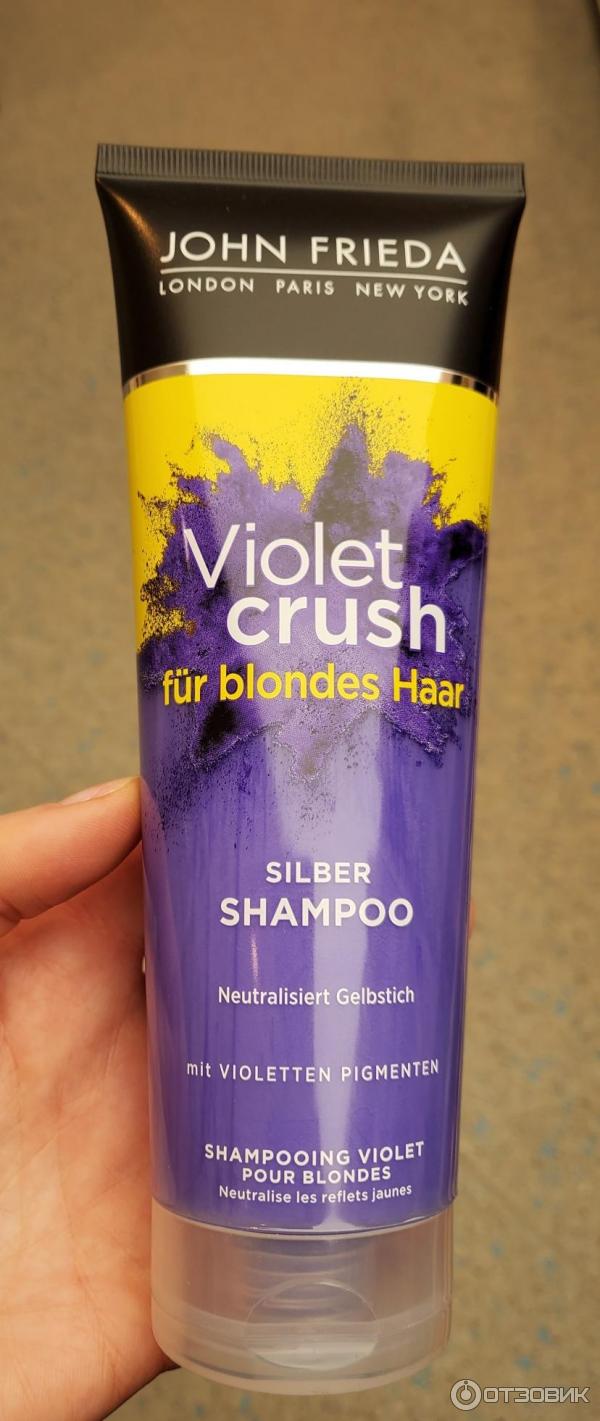 JOHN FRIEDA
LONDON PARIS NEW YORK
Violet
crush
für blondes Haar
SILBER
SHAMPOO
Neutralisiert Gelbstich
mit VIOLETTEN PIGMENTEN
SHAMPOOING VIOLET
POUR BLONDES
Neutralise les reflets jaunes
ОТЗОВИК